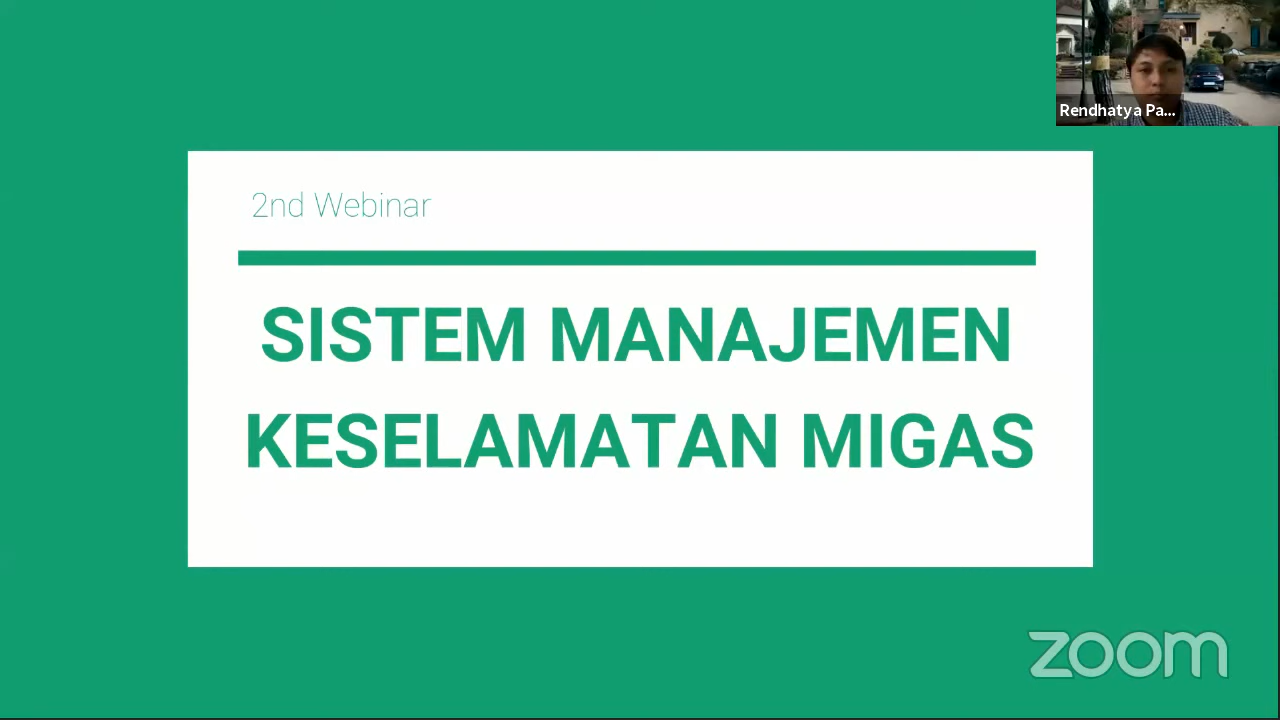 Rendhatya Pa...
2nd Webinar
SISTEM MANAJEMEN
KESELAMATAN MIGAS
zoom